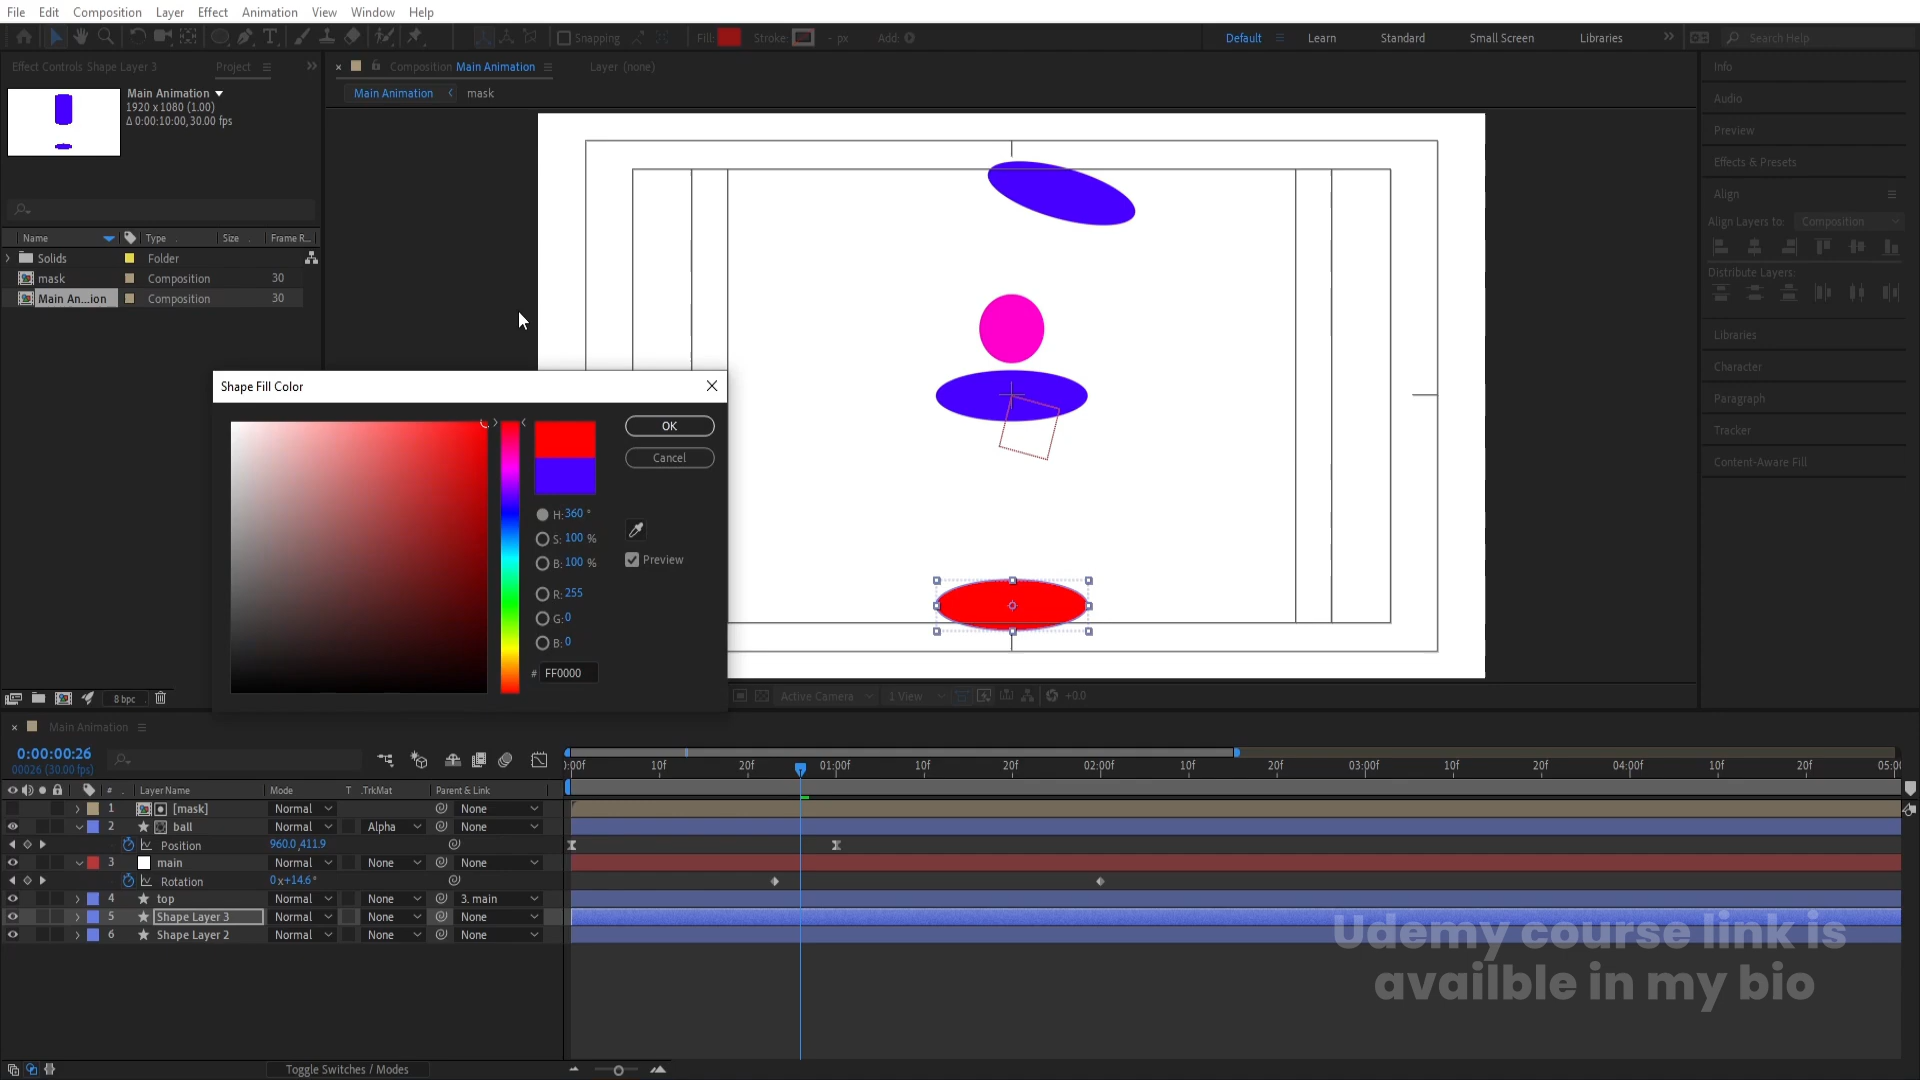 File Edit Composition Layer Effect Animation View Window Help
Snapping Fill: Stroke: - px Add: Default Learn Standard Small Screen Libraries Search Help
Effect Controls Shape Layer 3 Project Composition Main Animation Layer (none) Info
Main Animation
1920 x 1080 (1.00)
Δ 0:00:10:00, 30.00 fps
Main Animation mask
Audio
Preview
Effects & Presets
Align
Align Layers to: Composition
Distribute Layers:
Libraries
Character
Paragraph
Tracker
Content-Aware Fill
Name Type Size Frame R...
Solids Folder
mask Composition 30
Main An...ion Composition 30
Shape Fill Color
OK
Cancel
H: 360 °
S: 100 %
B: 100 %
R: 255
G: 0
B: 0
# FF0000
Preview
8 bpc
Active Camera 1 View +0.0
Main Animation
0:00:00:26
00026 (30.00 fps)
):00f 10f 20f 01:00f 10f 20f 02:00f 10f 20f 03:00f 10f 20f 04:00f 10f 20f 05:00
# Layer Name Mode T .TrkMat Parent & Link
1 [mask] Normal None
2 ball Normal Alpha None
Position 960.0,411.9
3 main Normal None None
Rotation 0x+14.6°
4 top Normal None 3. main
5 Shape Layer 3 Normal None None
6 Shape Layer 2 Normal None None
Udemy course link is
availble in my bio
Toggle Switches / Modes